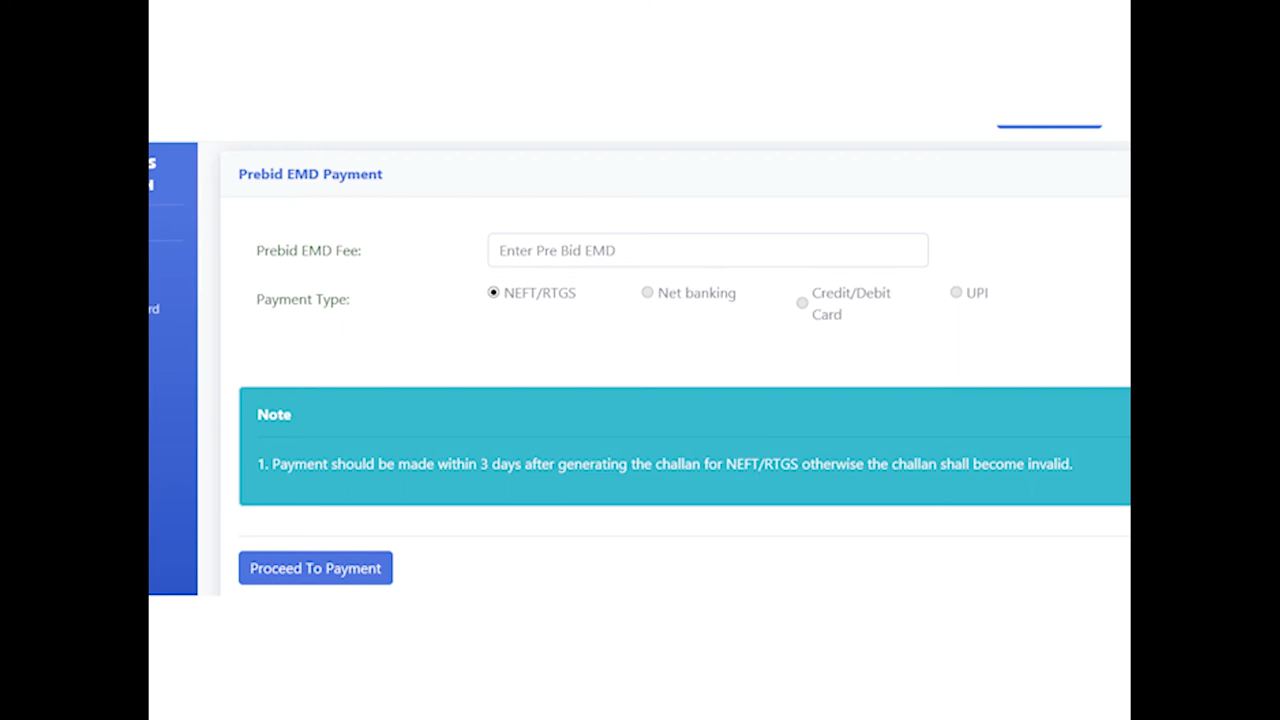 Prebid EMD Payment
Prebid EMD Fee:
Enter Pre Bid EMD
Payment Type:
NEFT/RTGS
Net banking
Credit/Debit
Card
UPI
Note
1. Payment should be made within 3 days after generating the challan for NEFT/RTGS otherwise the challan shall become invalid.
Proceed To Payment